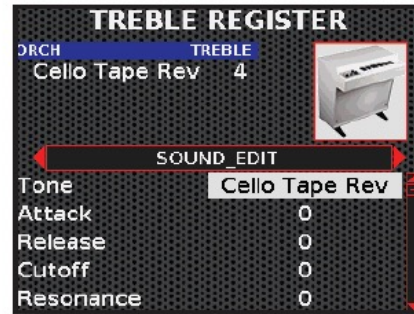 TREBLE REGISTER
ORCH TREBLE
Cello Tape Rev 4
SOUND_EDIT
Tone Cello Tape Rev
Attack 0
Release 0
Cutoff 0
Resonance 0